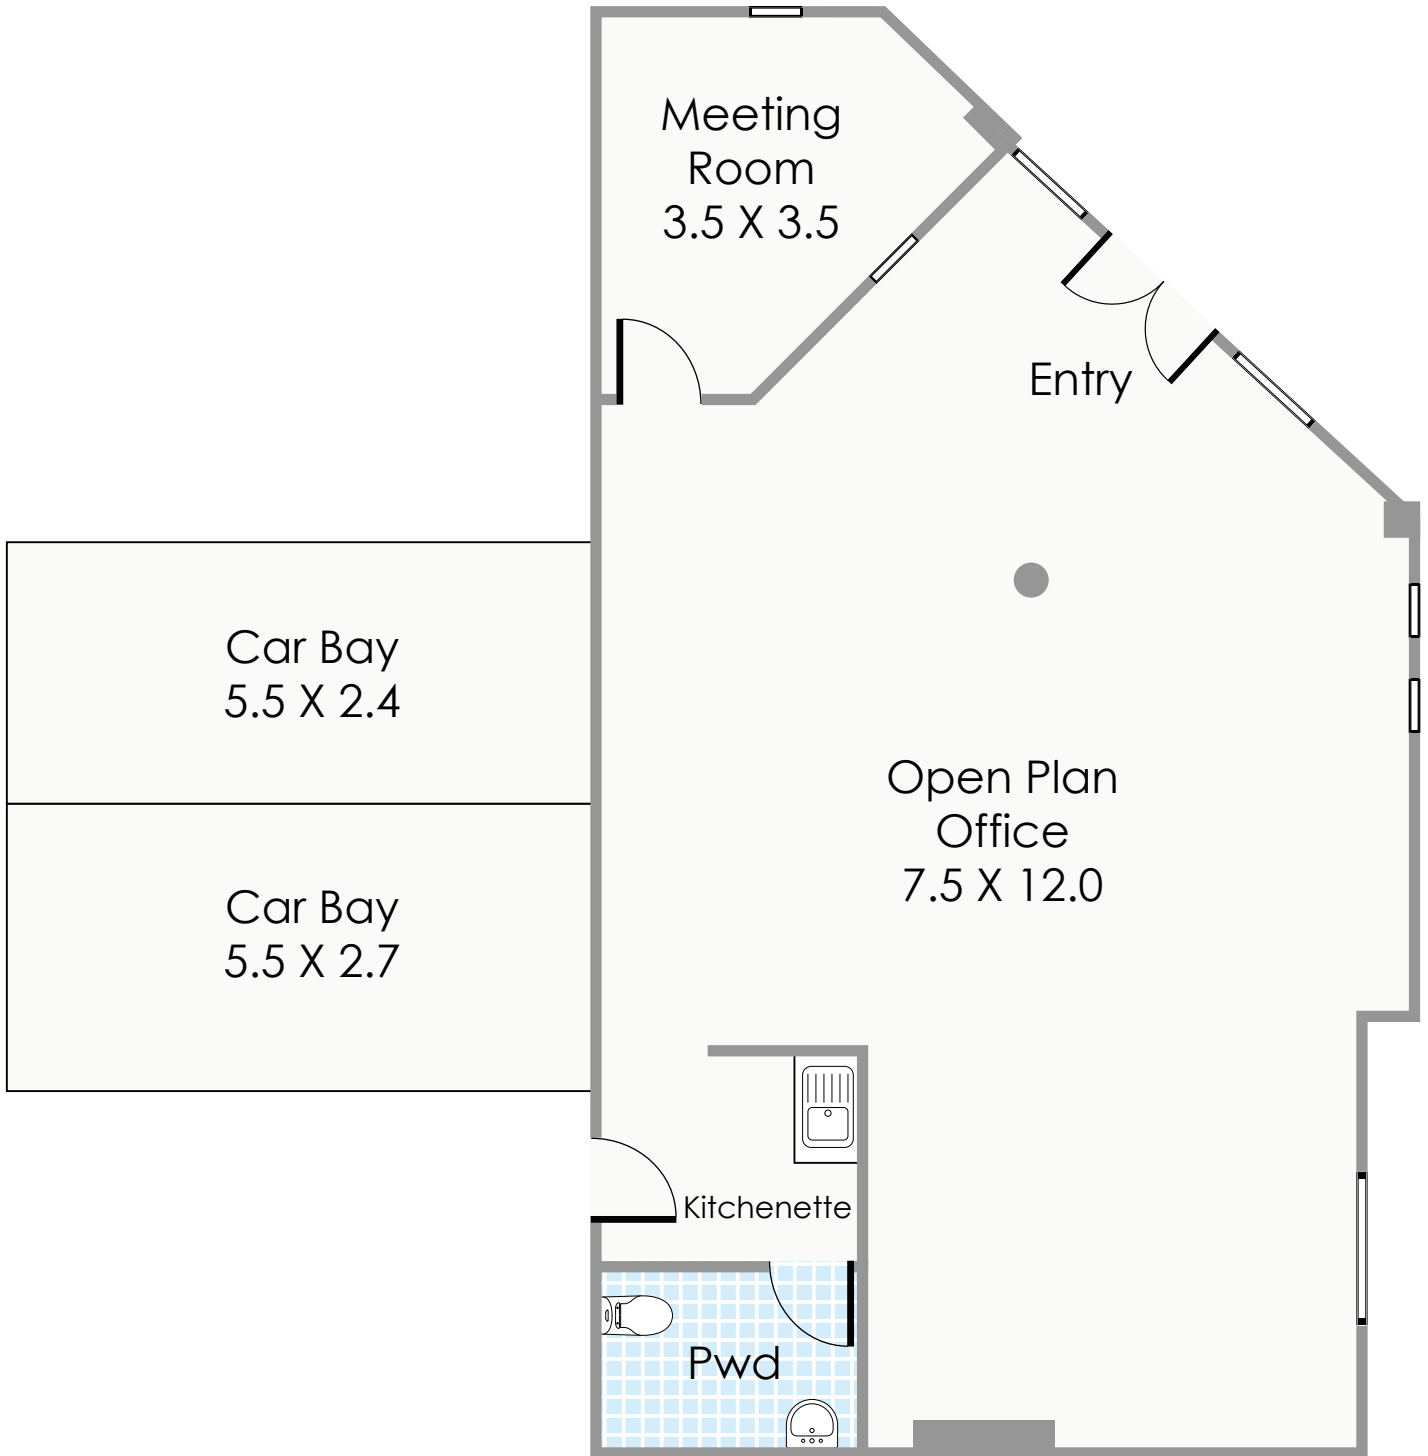 Meeting
Room
3.5 X 3.5
Entry
Car Bay
5.5 X 2.4
Open Plan
Office
7.5 X 12.0
Car Bay
5.5 X 2.7
Kitchenette
Pwd